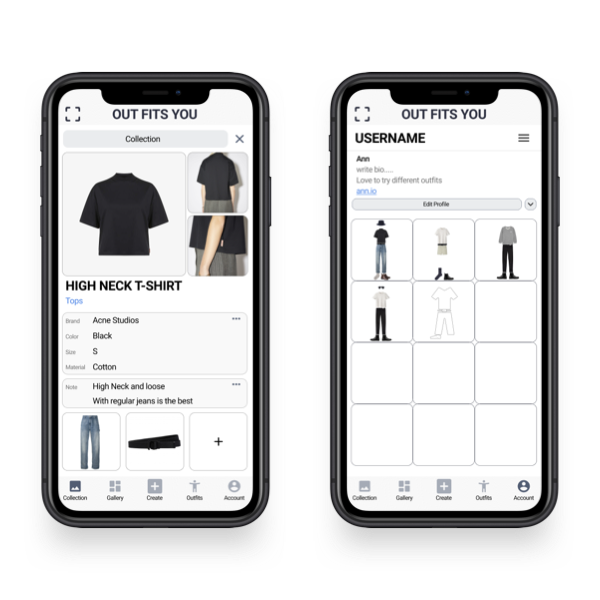 OUT FITS YOU
Collection
HIGH NECK T-SHIRT
Tops
Brand Acne Studios
Color Black
Size S
Material Cotton
Note High Neck and loose
With regular jeans is the best
Collection Gallery Create Outfits Account
OUT FITS YOU
USERNAME
Ann
write bio.....
Love to try different outfits
ann.io
Edit Profile
Collection Gallery Create Outfits Account